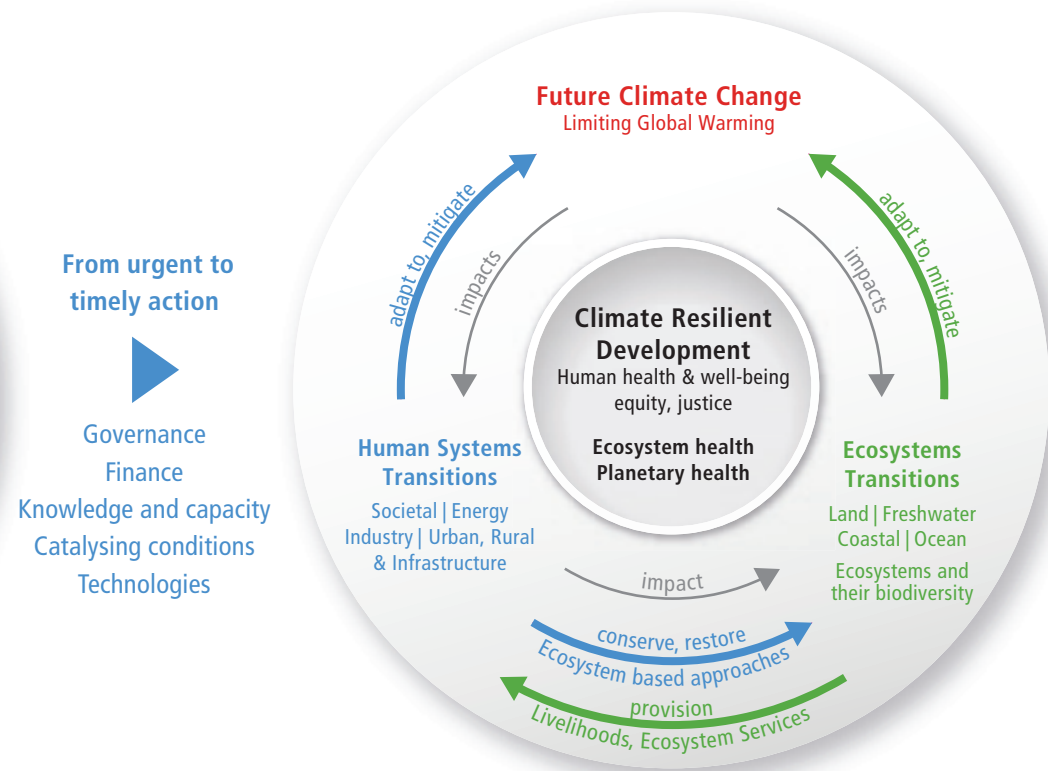 From urgent to
timely action
Governance
Finance
Knowledge and capacity
Catalysing conditions
Technologies
Future Climate Change
Limiting Global Warming
adapt to, mitigate
impacts
impacts
adapt to, mitigate
Climate Resilient
Development
Human health & well-being
equity, justice
Ecosystem health
Planetary health
Human Systems
Transitions
Societal | Energy
Industry | Urban, Rural
& Infrastructure
Ecosystems
Transitions
Land | Freshwater
Coastal | Ocean
Ecosystems and
their biodiversity
impact
conserve, restore
Ecosystem based approaches
provision
Livelihoods, Ecosystem Services